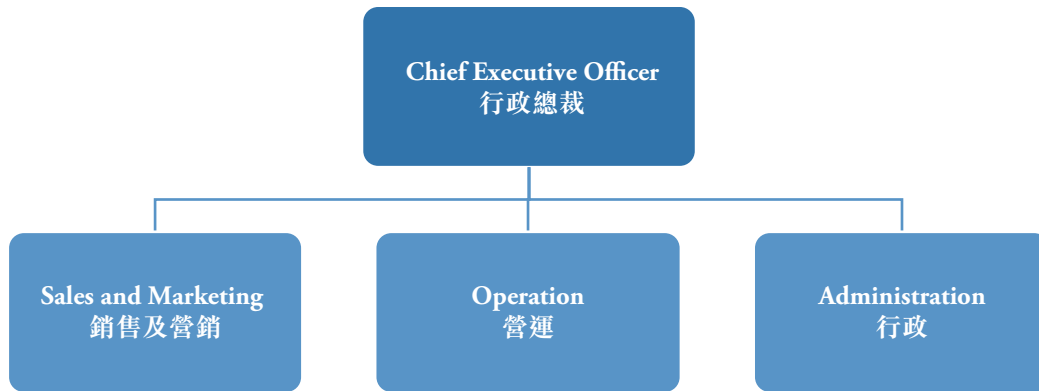 Chief Executive Officer
行政總裁
Sales and Marketing
銷售及營銷
Operation
營運
Administration
行政